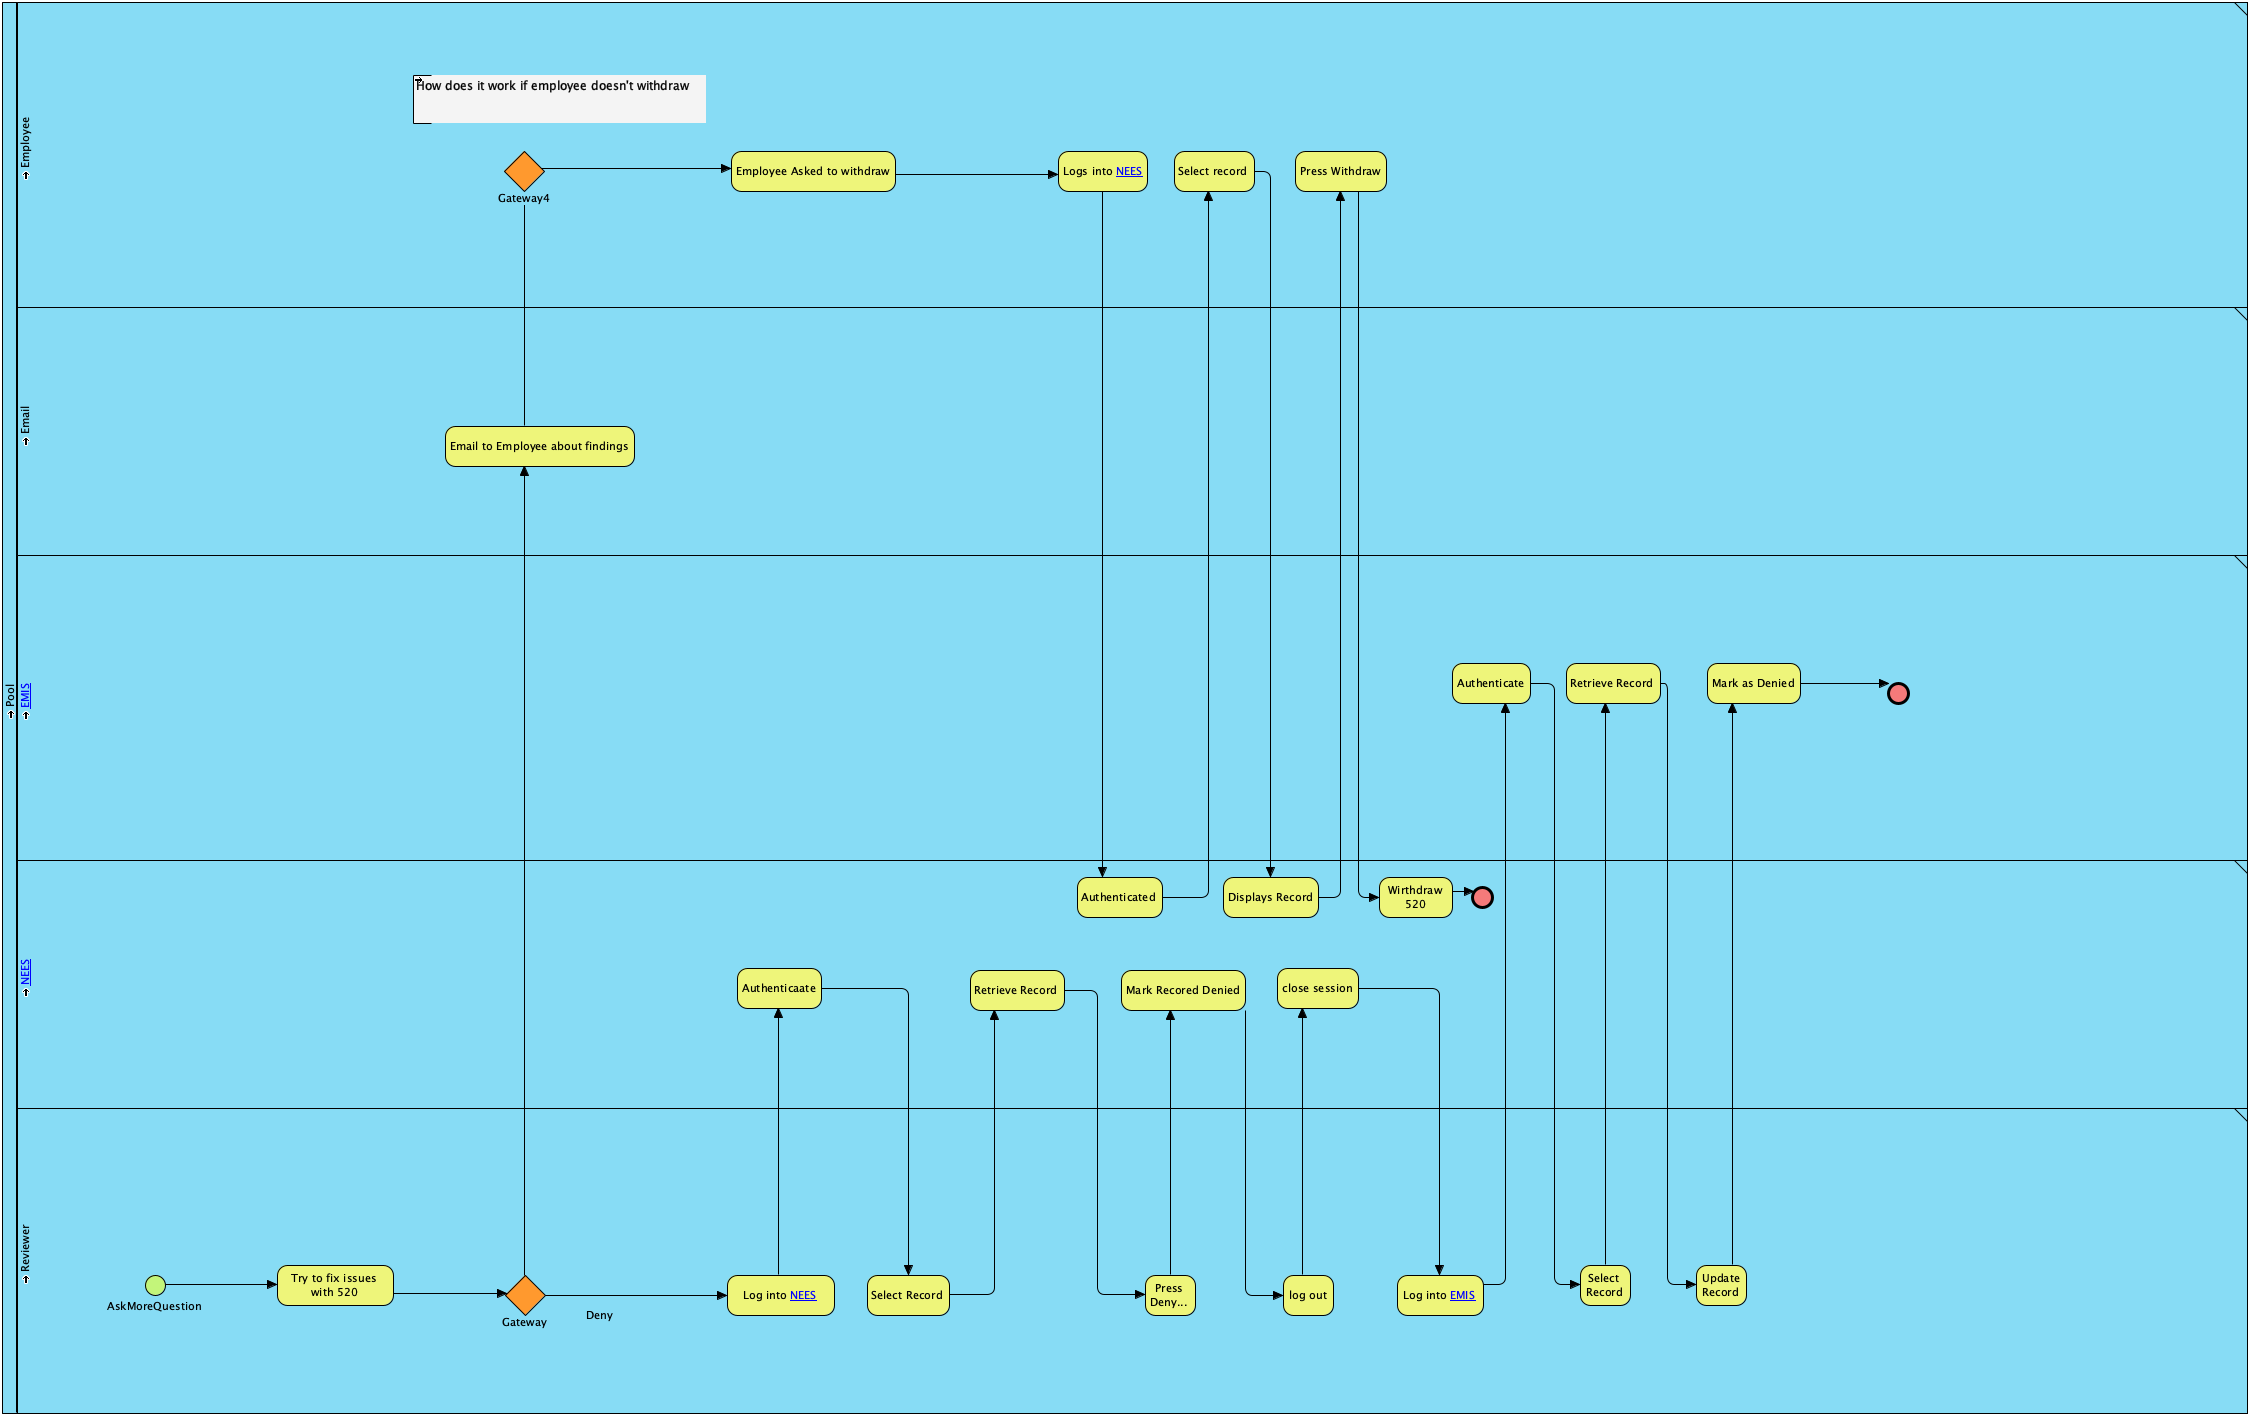 How does it work if employee doesn't withdraw
Employee
Gateway4
Employee Asked to withdraw
Logs into NEES
Select record
Press Withdraw
Email
Email to Employee about findings
Pool
EMIS
Authenticate
Retrieve Record
Mark as Denied
NEES
Authenticated
Displays Record
Wirthdraw
520
Authenticaate
Retrieve Record
Mark Recored Denied
close session
Reviewer
AskMoreQuestion
Try to fix issues
with 520
Gateway
Deny
Log into NEES
Select Record
Press
Deny...
log out
Log into EMIS
Select
Record
Update
Record